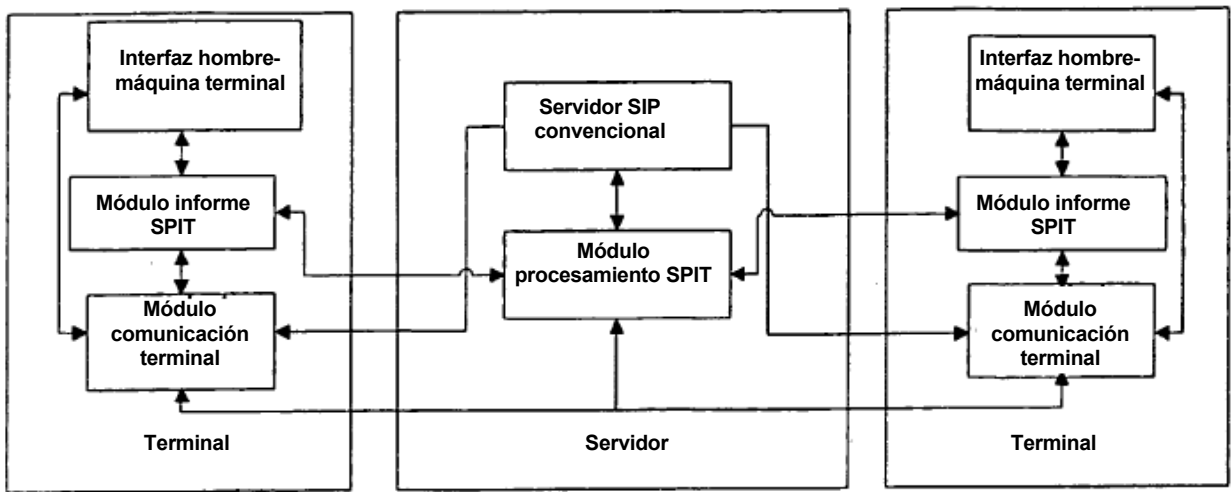 Interfaz hombre-
máquina terminal
Módulo informe
SPIT
Módulo
comunicación
terminal
Terminal
Servidor SIP
convencional
Módulo
procesamiento SPIT
Servidor
Interfaz hombre-
máquina terminal
Módulo informe
SPIT
Módulo
comunicación
terminal
Terminal